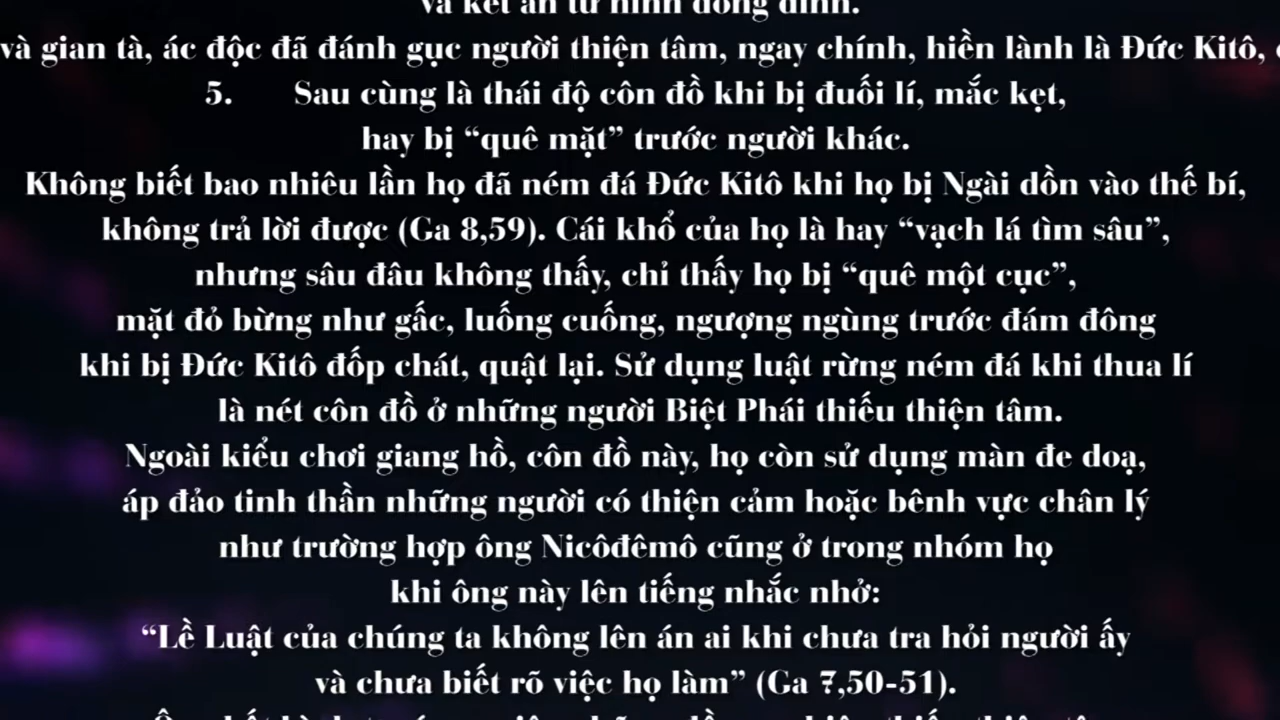 và kết án tử hình đóng đinh.
và gian tà, ác độc đã đánh gục người thiện tâm, ngay chính, hiền lành là Đức Kitô,
5. Sau cùng là thái độ côn đồ khi bị đuối lí, mắc kẹt,
hay bị “quê mặt” trước người khác.
Không biết bao nhiêu lần họ đã ném đá Đức Kitô khi họ bị Ngài dồn vào thế bí,
không trả lời được (Ga 8,59). Cái khổ của họ là hay “vạch lá tìm sâu”,
nhưng sâu đâu không thấy, chỉ thấy họ bị “quê một cục”,
mặt đỏ bừng như gấc, luống cuống, ngượng ngùng trước đám đông
khi bị Đức Kitô đốp chát, quật lại. Sử dụng luật rừng ném đá khi thua lí
là nét côn đồ ở những người Biệt Phái thiếu thiện tâm.
Ngoài kiểu chơi giang hồ, côn đồ này, họ còn sử dụng màn đe doạ,
áp đảo tinh thần những người có thiện cảm hoặc bênh vực chân lý
như trường hợp ông Nicôđêmô cũng ở trong nhóm họ
khi ông này lên tiếng nhắc nhở:
“Lề Luật của chúng ta không lên án ai khi chưa tra hỏi người ấy
và chưa biết rõ việc họ làm” (Ga 7,50-51).